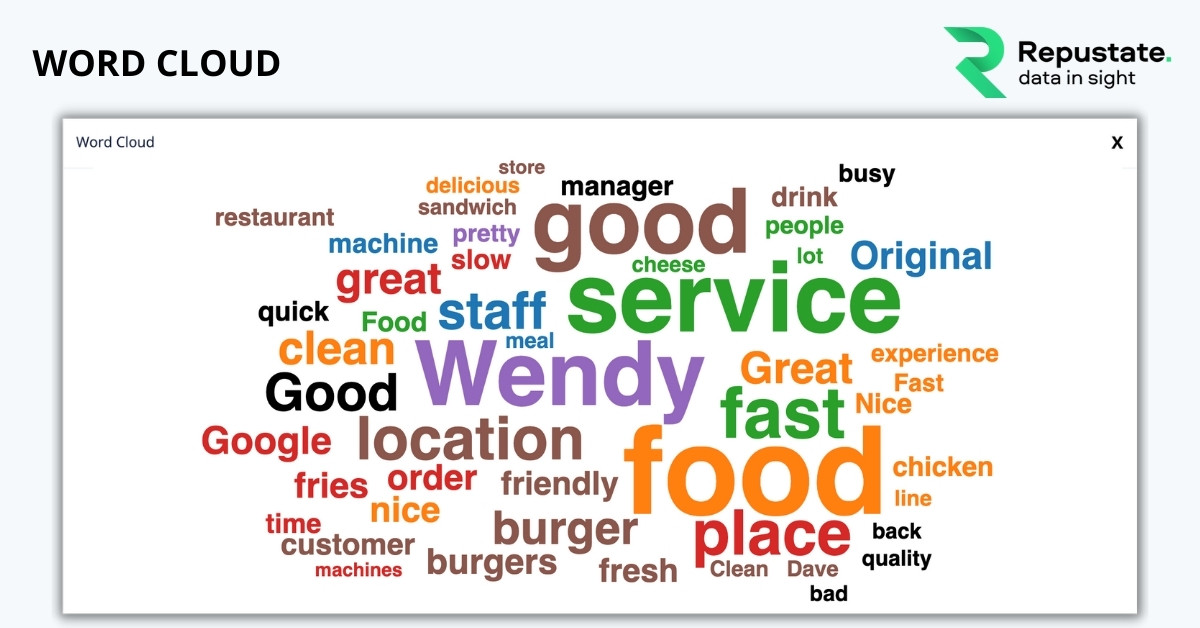 WORD CLOUD
Repustate.
data in sight
Word Cloud
X
store
busy
delicious
manager
drink
sandwich
restaurant
good
people
pretty
machine
slow
cheese
lot
Original
great
service
quick
Food
staff
meal
clean
Wendy
Great
experience
Fast
Good
fast
Nice
Google
location
food
chicken
fries
order
friendly
line
nice
time
burger
place
back
customer
quality
machines
burgers
fresh
Clean
Dave
bad